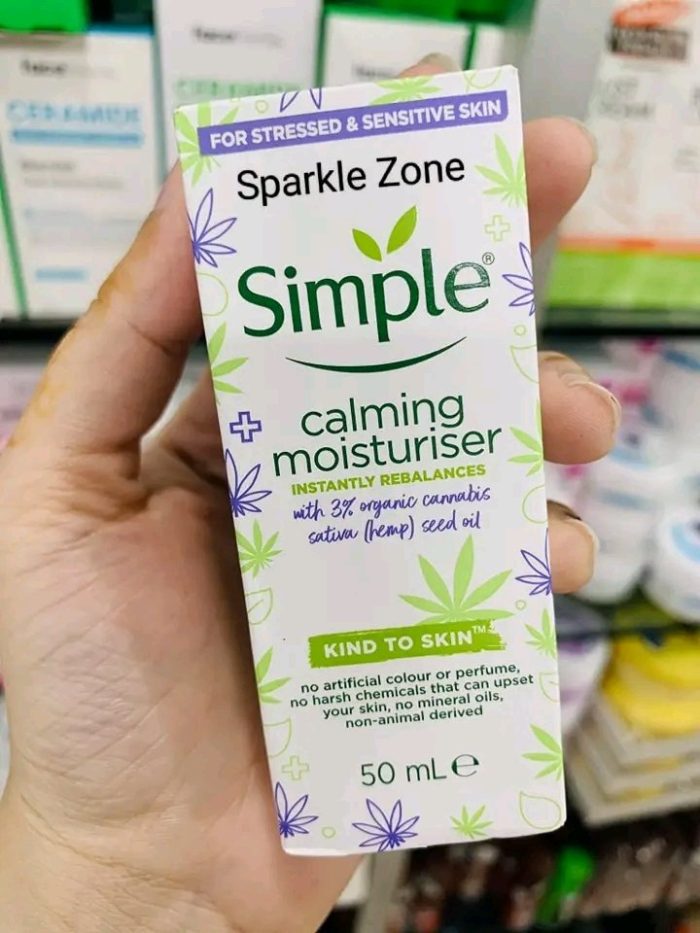 FOR STRESSED & SENSITIVE SKIN
Sparkle Zone
Simple®
calming
moisturiser
INSTANTLY REBALANCES
with 3% organic cannabis
sativa (hemp) seed oil
KIND TO SKIN™
no artificial colour or perfume,
no harsh chemicals that can upset
your skin, no mineral oils,
non-animal derived
50 mL ℮